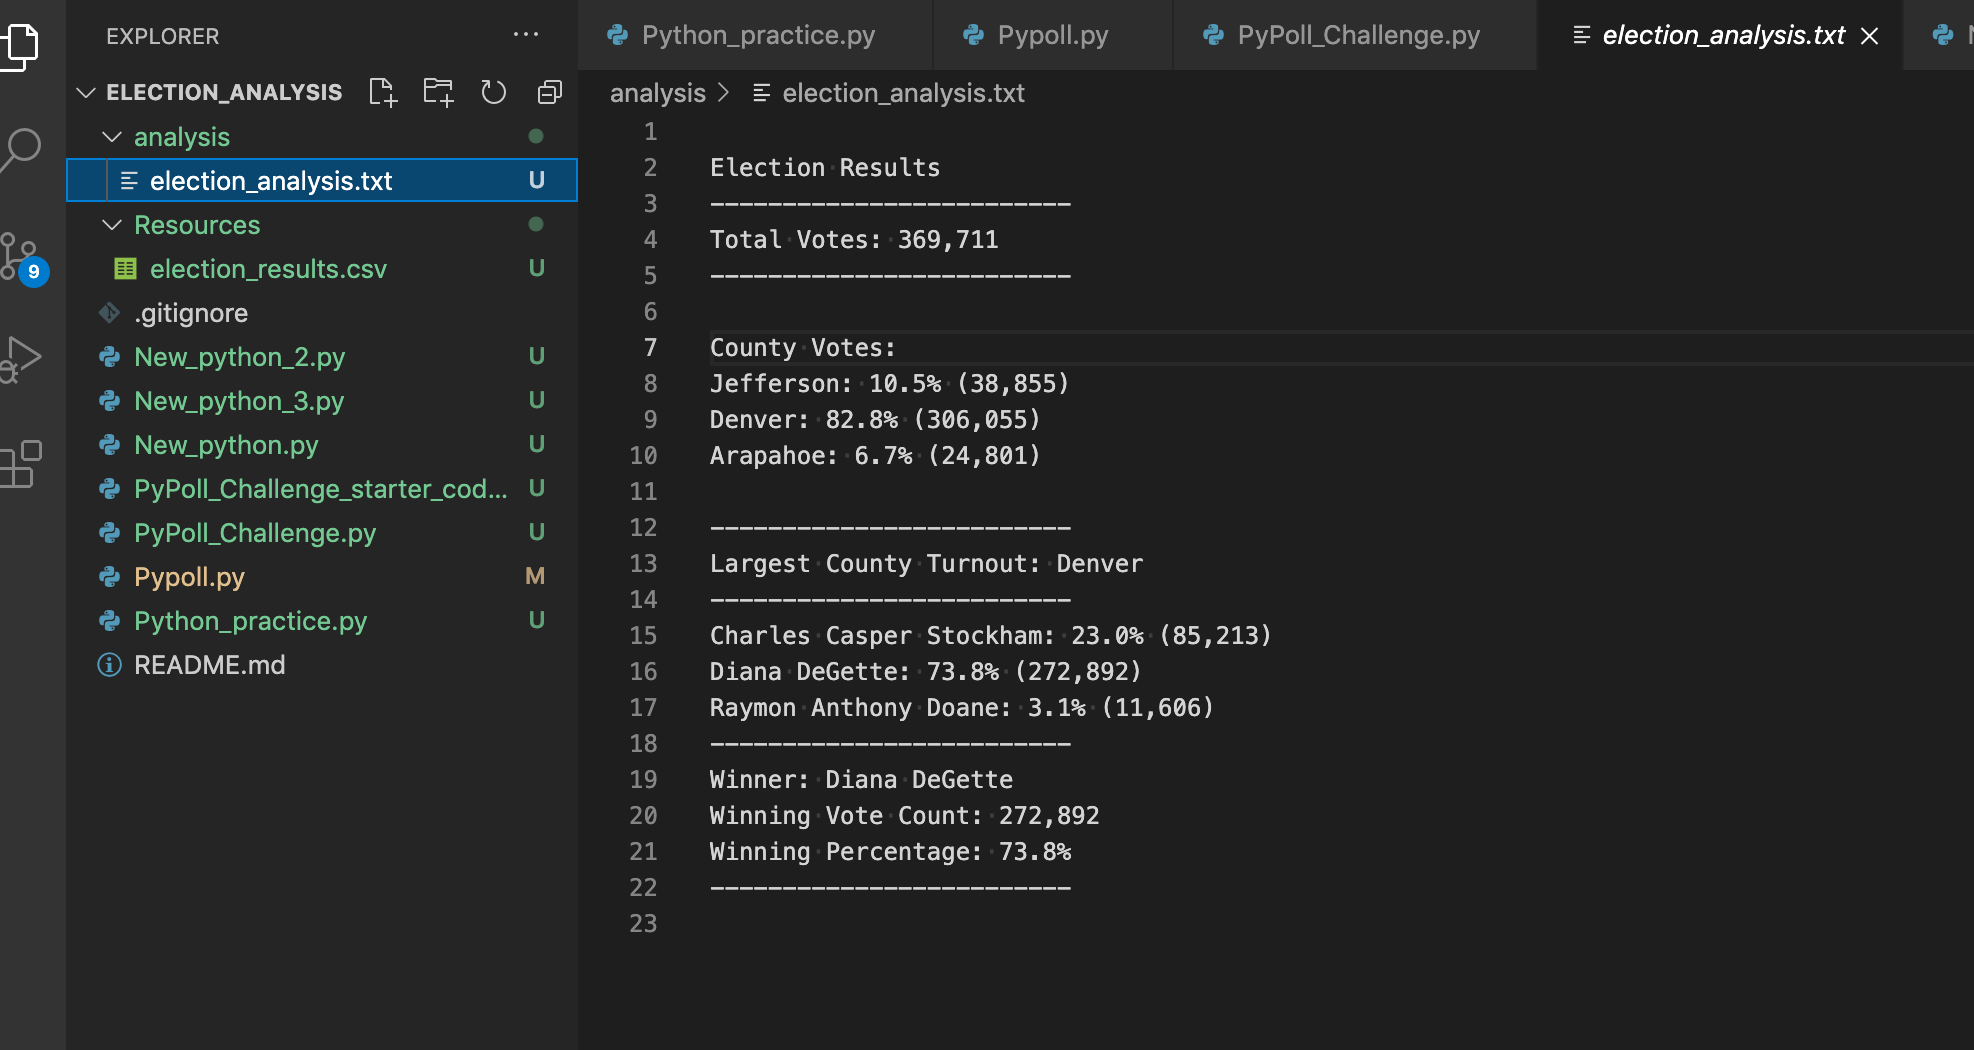 EXPLORER
ELECTION_ANALYSIS
analysis
election_analysis.txt U
Resources
election_results.csv U
.gitignore
New_python_2.py U
New_python_3.py U
New_python.py U
PyPoll_Challenge_starter_cod... U
PyPoll_Challenge.py U
Pypoll.py M
Python_practice.py U
README.md
9
Python_practice.py
Pypoll.py
PyPoll_Challenge.py
election_analysis.txt
analysis > election_analysis.txt
1
2 Election Results
3 -------------------------
4 Total Votes: 369,711
5 -------------------------
6
7 County Votes:
8 Jefferson: 10.5% (38,855)
9 Denver: 82.8% (306,055)
10 Arapahoe: 6.7% (24,801)
11
12 -------------------------
13 Largest County Turnout: Denver
14 -------------------------
15 Charles Casper Stockham: 23.0% (85,213)
16 Diana DeGette: 73.8% (272,892)
17 Raymon Anthony Doane: 3.1% (11,606)
18 -------------------------
19 Winner: Diana DeGette
20 Winning Vote Count: 272,892
21 Winning Percentage: 73.8%
22 -------------------------
23